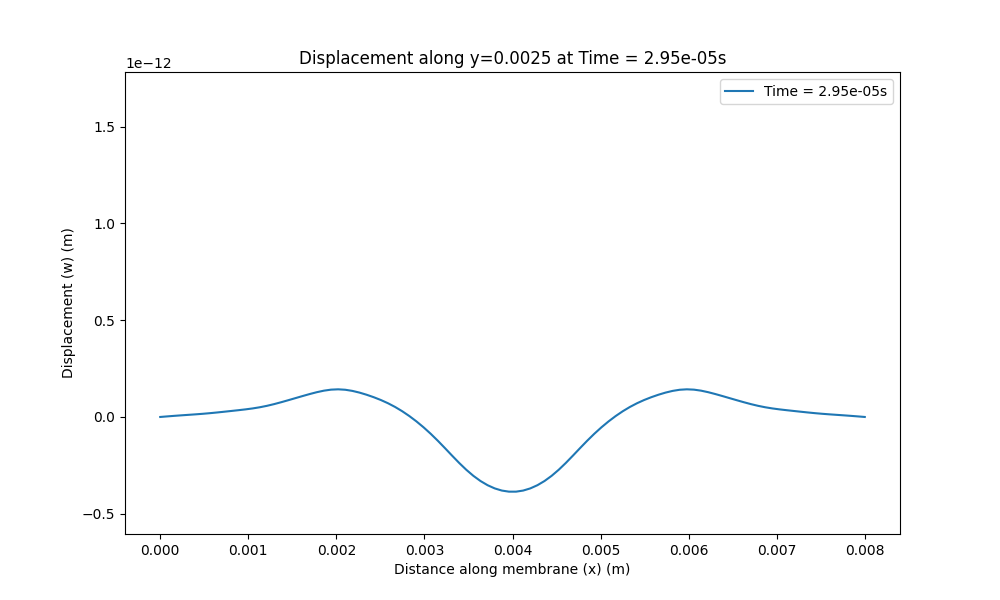 Displacement along y=0.0025 at Time = 2.95e-05s
1e−12
Time = 2.95e-05s
1.5
1.0
0.5
0.0
−0.5
Displacement (w) (m)
0.000 0.001 0.002 0.003 0.004 0.005 0.006 0.007 0.008
Distance along membrane (x) (m)